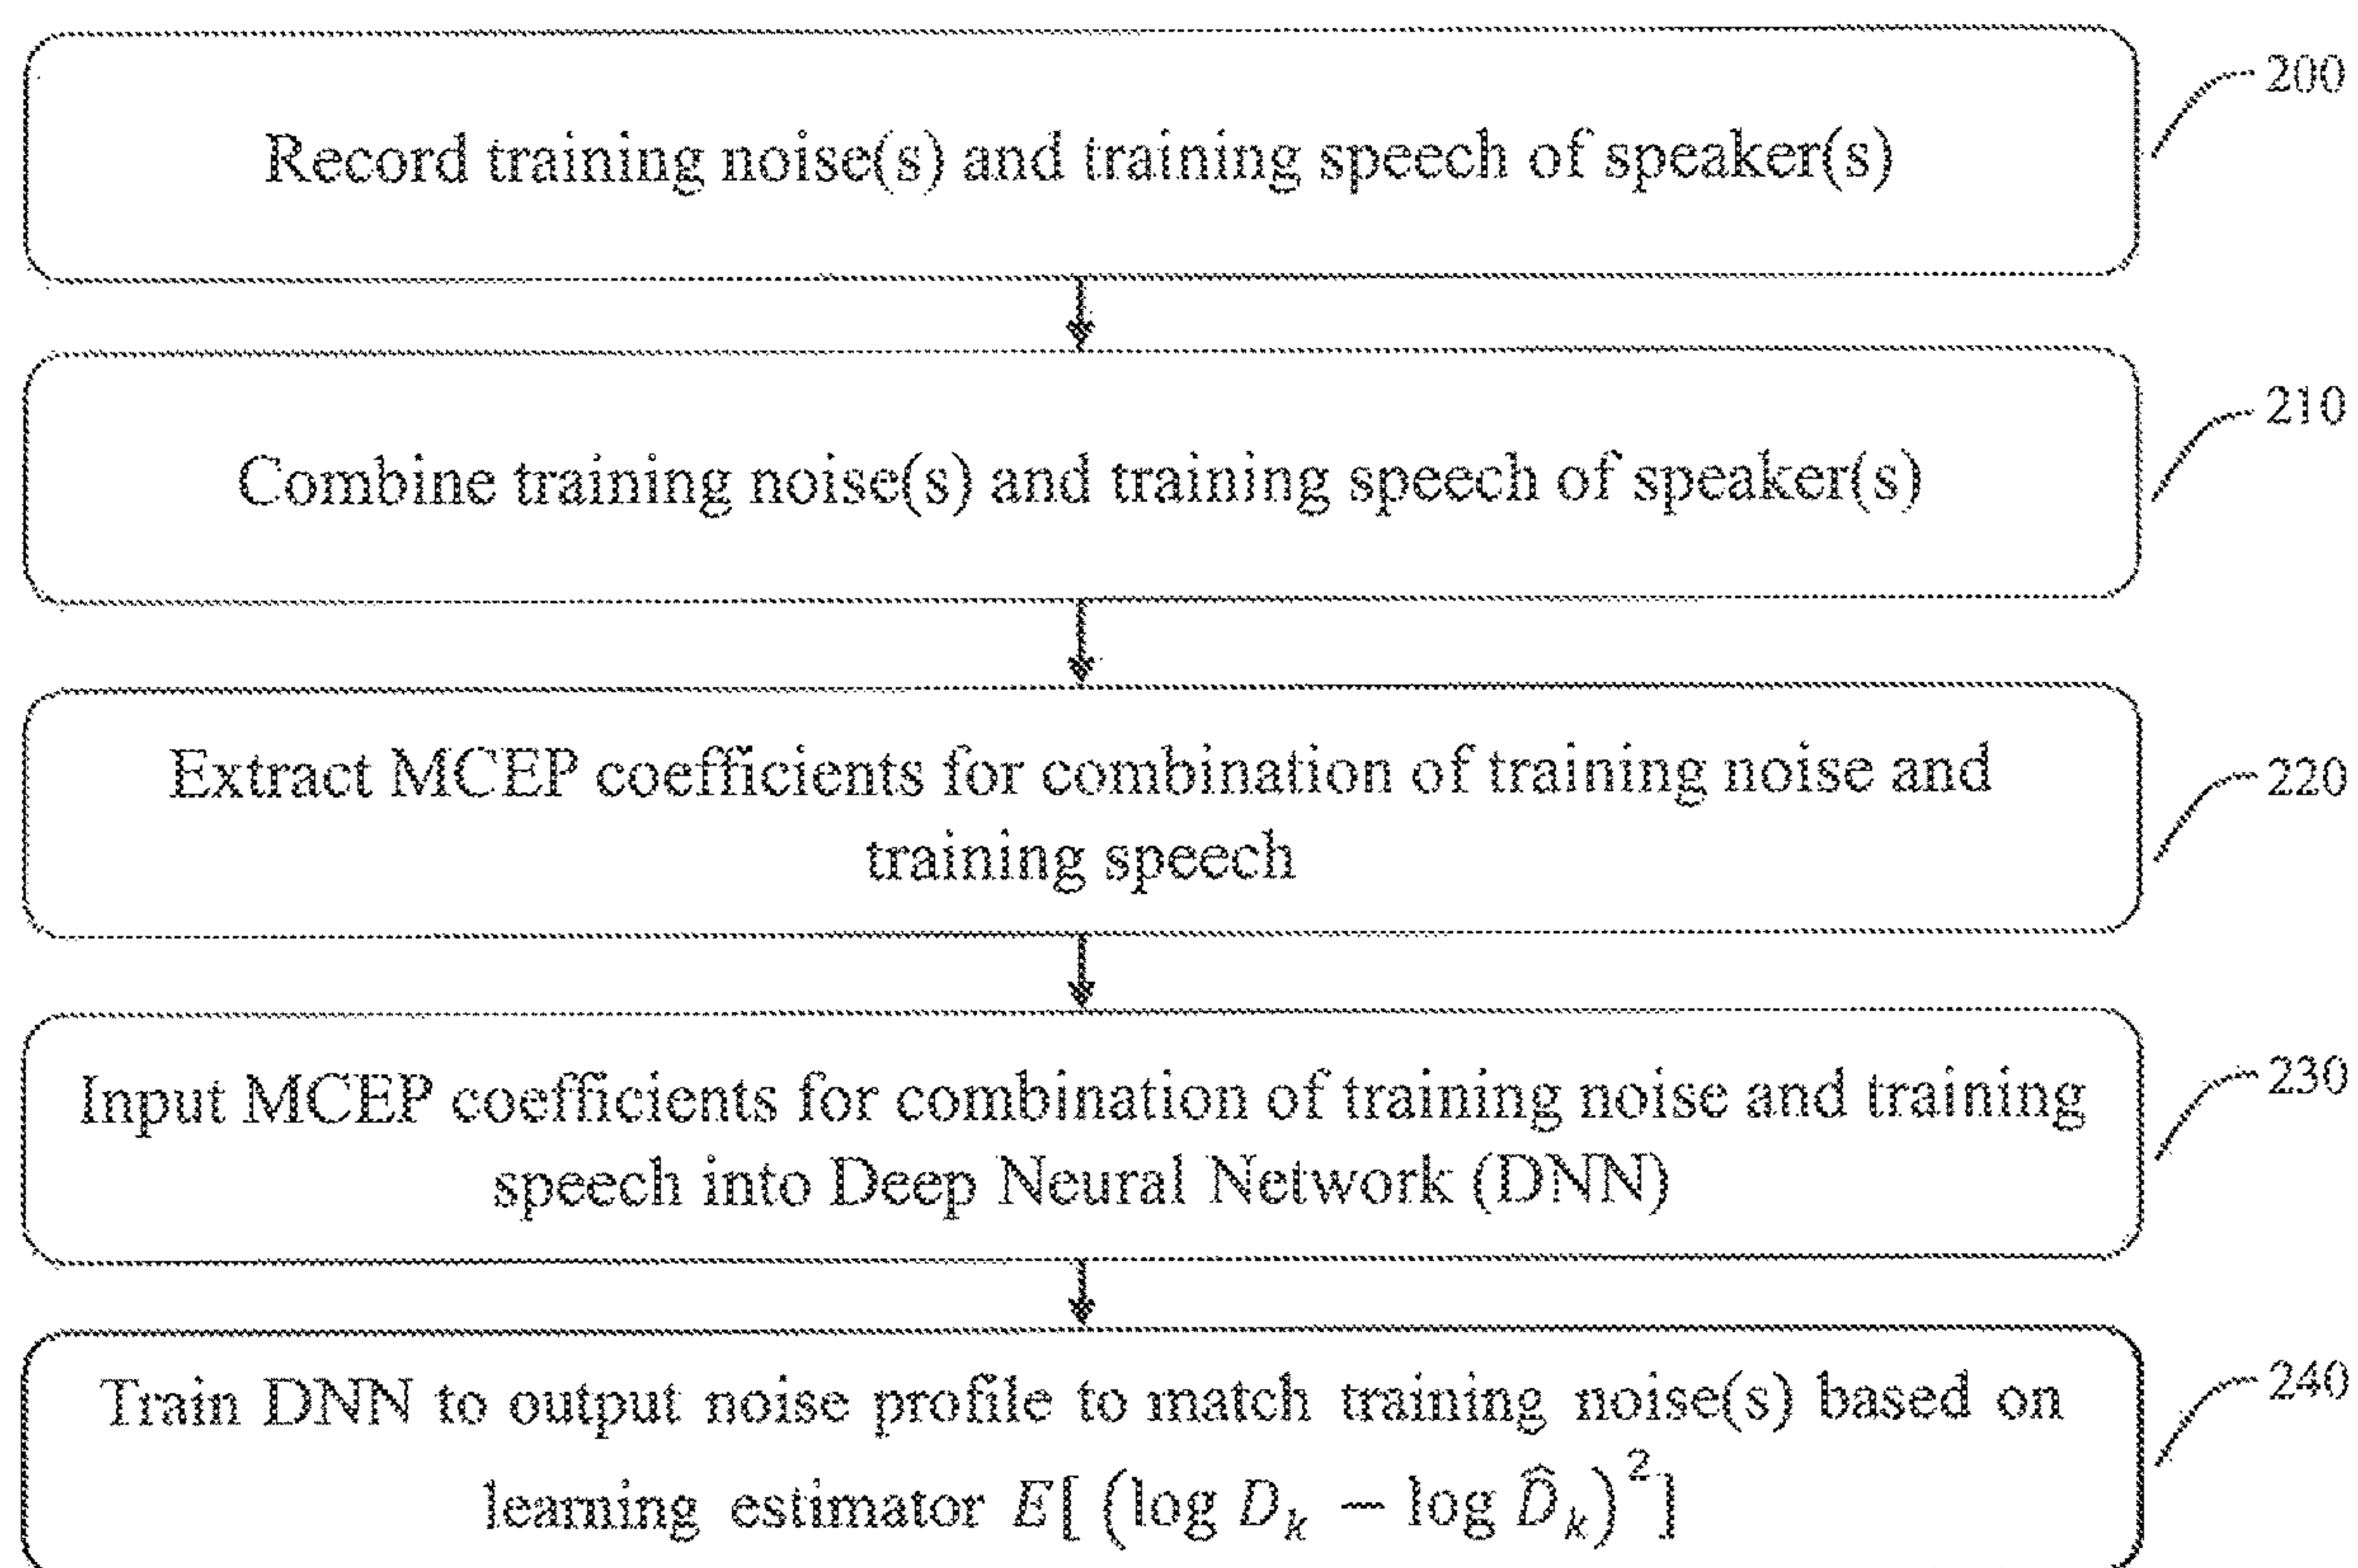 Record training noise(s) and training speech of speaker(s)
200
Combine training noise(s) and training speech of speaker(s)
210
Extract MCEP coefficients for combination of training noise and
training speech
220
Input MCEP coefficients for combination of training noise and training
speech into Deep Neural Network (DNN)
230
Train DNN to output noise profile to match training noise(s) based on
learning estimator E[ (log Dₖ − log D̂ₖ)²]
240